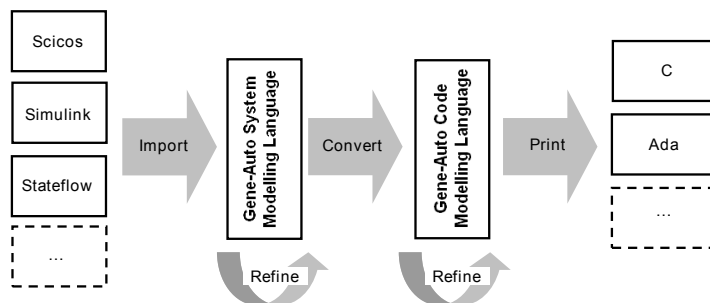 Scicos
Simulink
Stateflow
...
Import
Gene-Auto System
Modelling Language
Refine
Convert
Gene-Auto Code
Modelling Language
Refine
Print
C
Ada
...